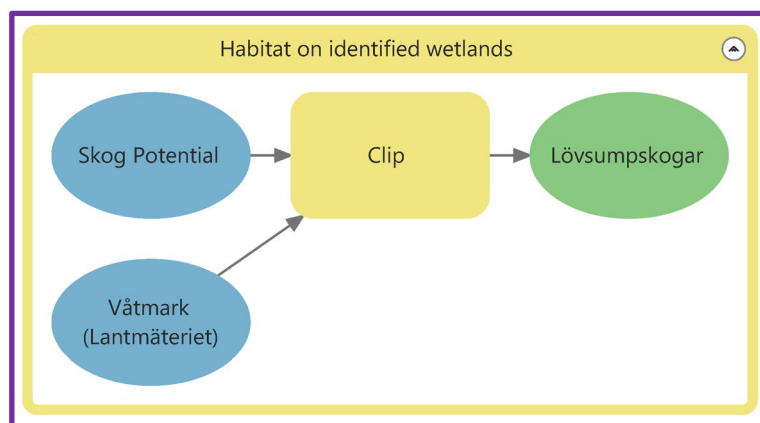 Habitat on identified wetlands
Skog Potential
Clip
Lövsumpskogar
Våtmark
(Lantmäteriet)